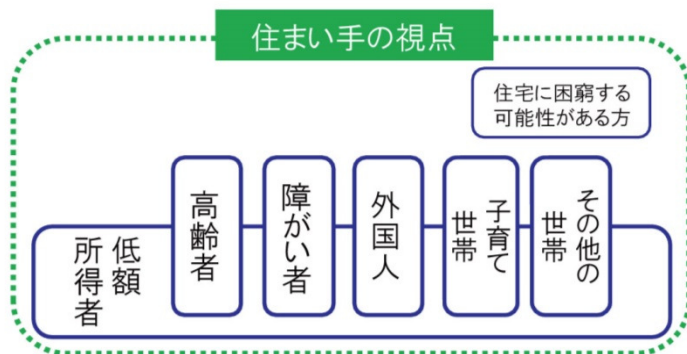 住まい手の視点
住宅に困窮する
可能性がある方
低額
所得者
高齢者
障がい者
外国人
子育て
世帯
その他の
世帯